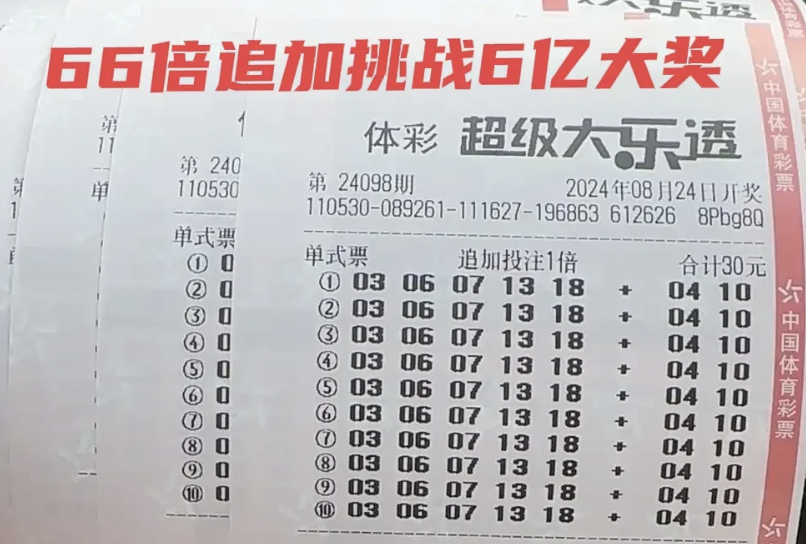 66倍追加挑战6亿大奖
体彩 超级大乐透
第 24098期 2024年08月24日开奖
110530-089261-111627-196863 612626 8Pbg8Q
单式票 追加投注1倍 合计30元
① 03 06 07 13 18 + 04 10
② 03 06 07 13 18 + 04 10
③ 03 06 07 13 18 + 04 10
④ 03 06 07 13 18 + 04 10
⑤ 03 06 07 13 18 + 04 10
⑥ 03 06 07 13 18 + 04 10
⑦ 03 06 07 13 18 + 04 10
⑧ 03 06 07 13 18 + 04 10
⑨ 03 06 07 13 18 + 04 10
⑩ 03 06 07 13 18 + 04 10
中国体育彩票
中国体育彩票
第 240
110530
单式票
① 0
② 0
③ 0
④ 0
⑤ 0
⑥ 0
⑦ 0
⑧ 0
⑨ 0
⑩ 0